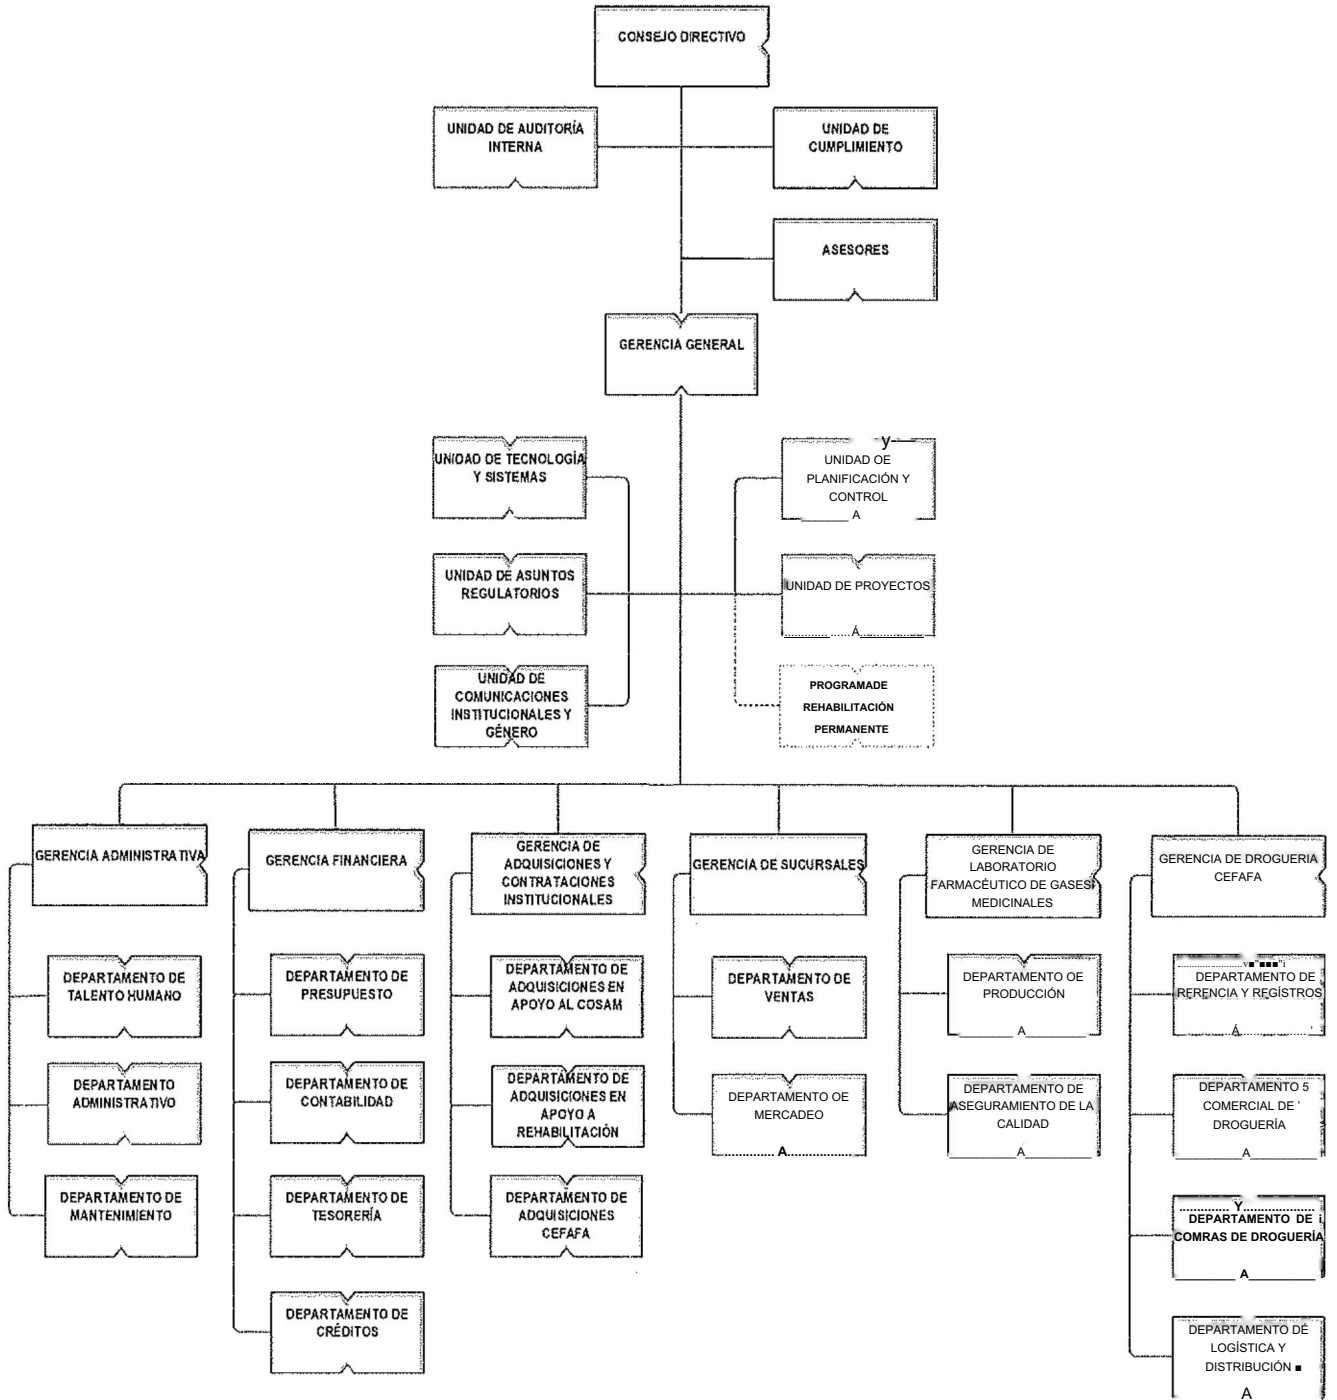 CONSEJO DIRECTIVO
UNIDAD DE AUDITORÍA
INTERNA
UNIDAD DE
CUMPLIMIENTO
ASESORES
GERENCIA GENERAL
UNIDAD DE TECNOLOGÍA
Y SISTEMAS
UNIDAD OE
PLANIFICACIÓN Y
CONTROL
UNIDAD DE ASUNTOS
REGULATORIOS
UNIDAD DE PROYECTOS
UNIDAD DE
COMUNICACIONES
INSTITUCIONALES Y
GÉNERO
PROGRAMADE
REHABILITACIÓN
PERMANENTE
GERENCIA ADMINISTRATIVA
GERENCIA FINANCIERA
GERENCIA DE
ADQUISICIONES Y
CONTRATACIONES
INSTITUCIONALES
GERENCIA DE SUCURSALES
GERENCIA DE
LABORATORIO
FARMACÉUTICO DE GASES
MEDICINALES
GERENCIA DE DROGUERIA
CEFAFA
DEPARTAMENTO DE
TALENTO HUMANO
DEPARTAMENTO DE
PRESUPUESTO
DEPARTAMENTO DE
ADQUISICIONES EN
APOYO AL COSAM
DEPARTAMENTO DE
VENTAS
DEPARTAMENTO OE
PRODUCCIÓN
DEPARTAMENTO DE
RERENCIA Y REGÍSTROS
DEPARTAMENTO
ADMINISTRATIVO
DEPARTAMENTO DE
CONTABILIDAD
DEPARTAMENTO DE
ADQUISICIONES EN
APOYO A
REHABILITACIÓN
DEPARTAMENTO OE
MERCADEO
DEPARTAMENTO DE
ASEGURAMIENTO DE LA
CALIDAD
DEPARTAMENTO 5
COMERCIAL DE '
DROGUERÍA
DEPARTAMENTO DE
MANTENIMIENTO
DEPARTAMENTO DE
TESORERÍA
DEPARTAMENTO DE
ADQUISICIONES
CEFAFA
DEPARTAMENTO DE
COMRAS DE DROGUERÍA
DEPARTAMENTO DE
CRÉDITOS
DEPARTAMENTO DÉ
LOGÍSTICA Y
DISTRIBUCIÓN